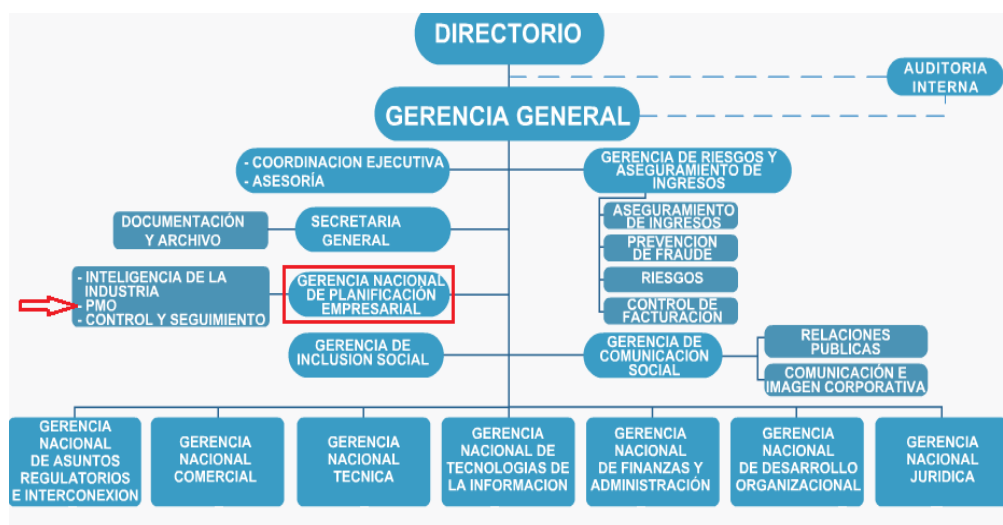 DIRECTORIO
AUDITORIA
INTERNA
GERENCIA GENERAL
- COORDINACION EJECUTIVA
- ASESORÍA
GERENCIA DE RIESGOS Y
ASEGURAMIENTO DE
INGRESOS
DOCUMENTACIÓN
Y ARCHIVO
SECRETARIA
GENERAL
ASEGURAMIENTO
DE INGRESOS
PREVENCION
DE FRAUDE
RIESGOS
CONTROL DE
FACTURACION
- INTELIGENCIA DE LA
INDUSTRIA
- PMO
- CONTROL Y SEGUIMIENTO
GERENCIA NACIONAL
DE PLANIFICACIÓN
EMPRESARIAL
GERENCIA DE
INCLUSION SOCIAL
GERENCIA DE
COMUNICACION
SOCIAL
RELACIONES
PUBLICAS
COMUNICACIÓN E
IMAGEN CORPORATIVA
GERENCIA
NACIONAL
DE ASUNTOS
REGULATORIOS
E INTERCONEXION
GERENCIA
NACIONAL
COMERCIAL
GERENCIA
NACIONAL
TECNICA
GERENCIA
NACIONAL DE
TECNOLOGIAS DE
LA INFORMACION
GERENCIA
NACIONAL
DE FINANZAS Y
ADMINISTRACIÓN
GERENCIA
NACIONAL
DE DESARROLLO
ORGANIZACIONAL
GERENCIA
NACIONAL
JURIDICA